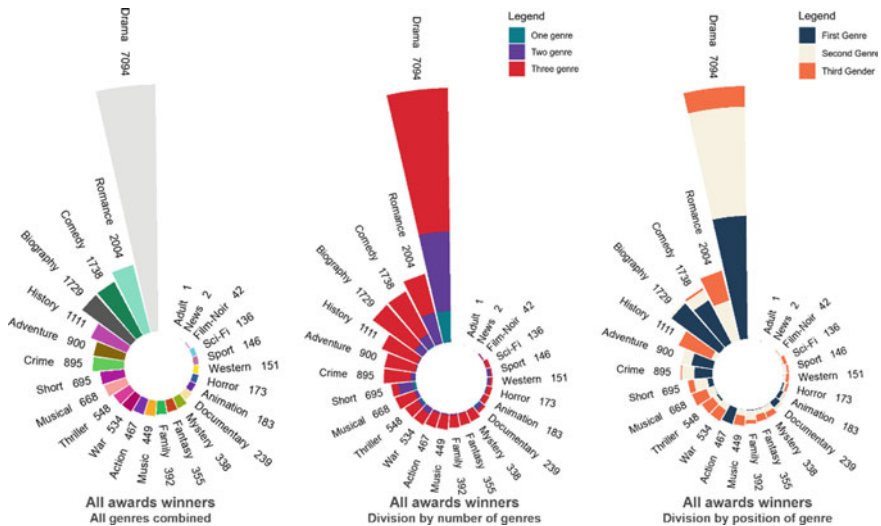 Drama 7094
Romance 2004
Comedy 1738
Biography 1729
History 1111
Adventure 900
Crime 895
Short 695
Musical 668
Thriller 548
War 534
Action 467
Music 449
Family 392
Fantasy 355
Mystery 338
Documentary 239
Animation 183
Horror 173
Western 151
Sport 146
Sci-Fi 136
Film-Noir 42
News 2
Adult 1
All awards winners
All genres combined
Legend
One genre
Two genre
Three genre
Drama 7094
Romance 2004
Comedy 1738
Biography 1729
History 1111
Adventure 900
Crime 895
Short 695
Musical 668
Thriller 548
War 534
Action 467
Music 449
Family 392
Fantasy 355
Mystery 338
Documentary 239
Animation 183
Horror 173
Western 151
Sport 146
Sci-Fi 136
Film-Noir 42
News 2
Adult 1
All awards winners
Division by number of genres
Legend
First Genre
Second Genre
Third Gender
Drama 7094
Romance 2004
Comedy 1738
Biography 1729
History 1111
Adventure 900
Crime 895
Short 695
Musical 668
Thriller 548
War 534
Action 467
Music 449
Family 392
Fantasy 355
Mystery 338
Documentary 239
Animation 183
Horror 173
Western 151
Sport 146
Sci-Fi 136
Film-Noir 42
News 2
Adult 1
All awards winners
Division by position of genre